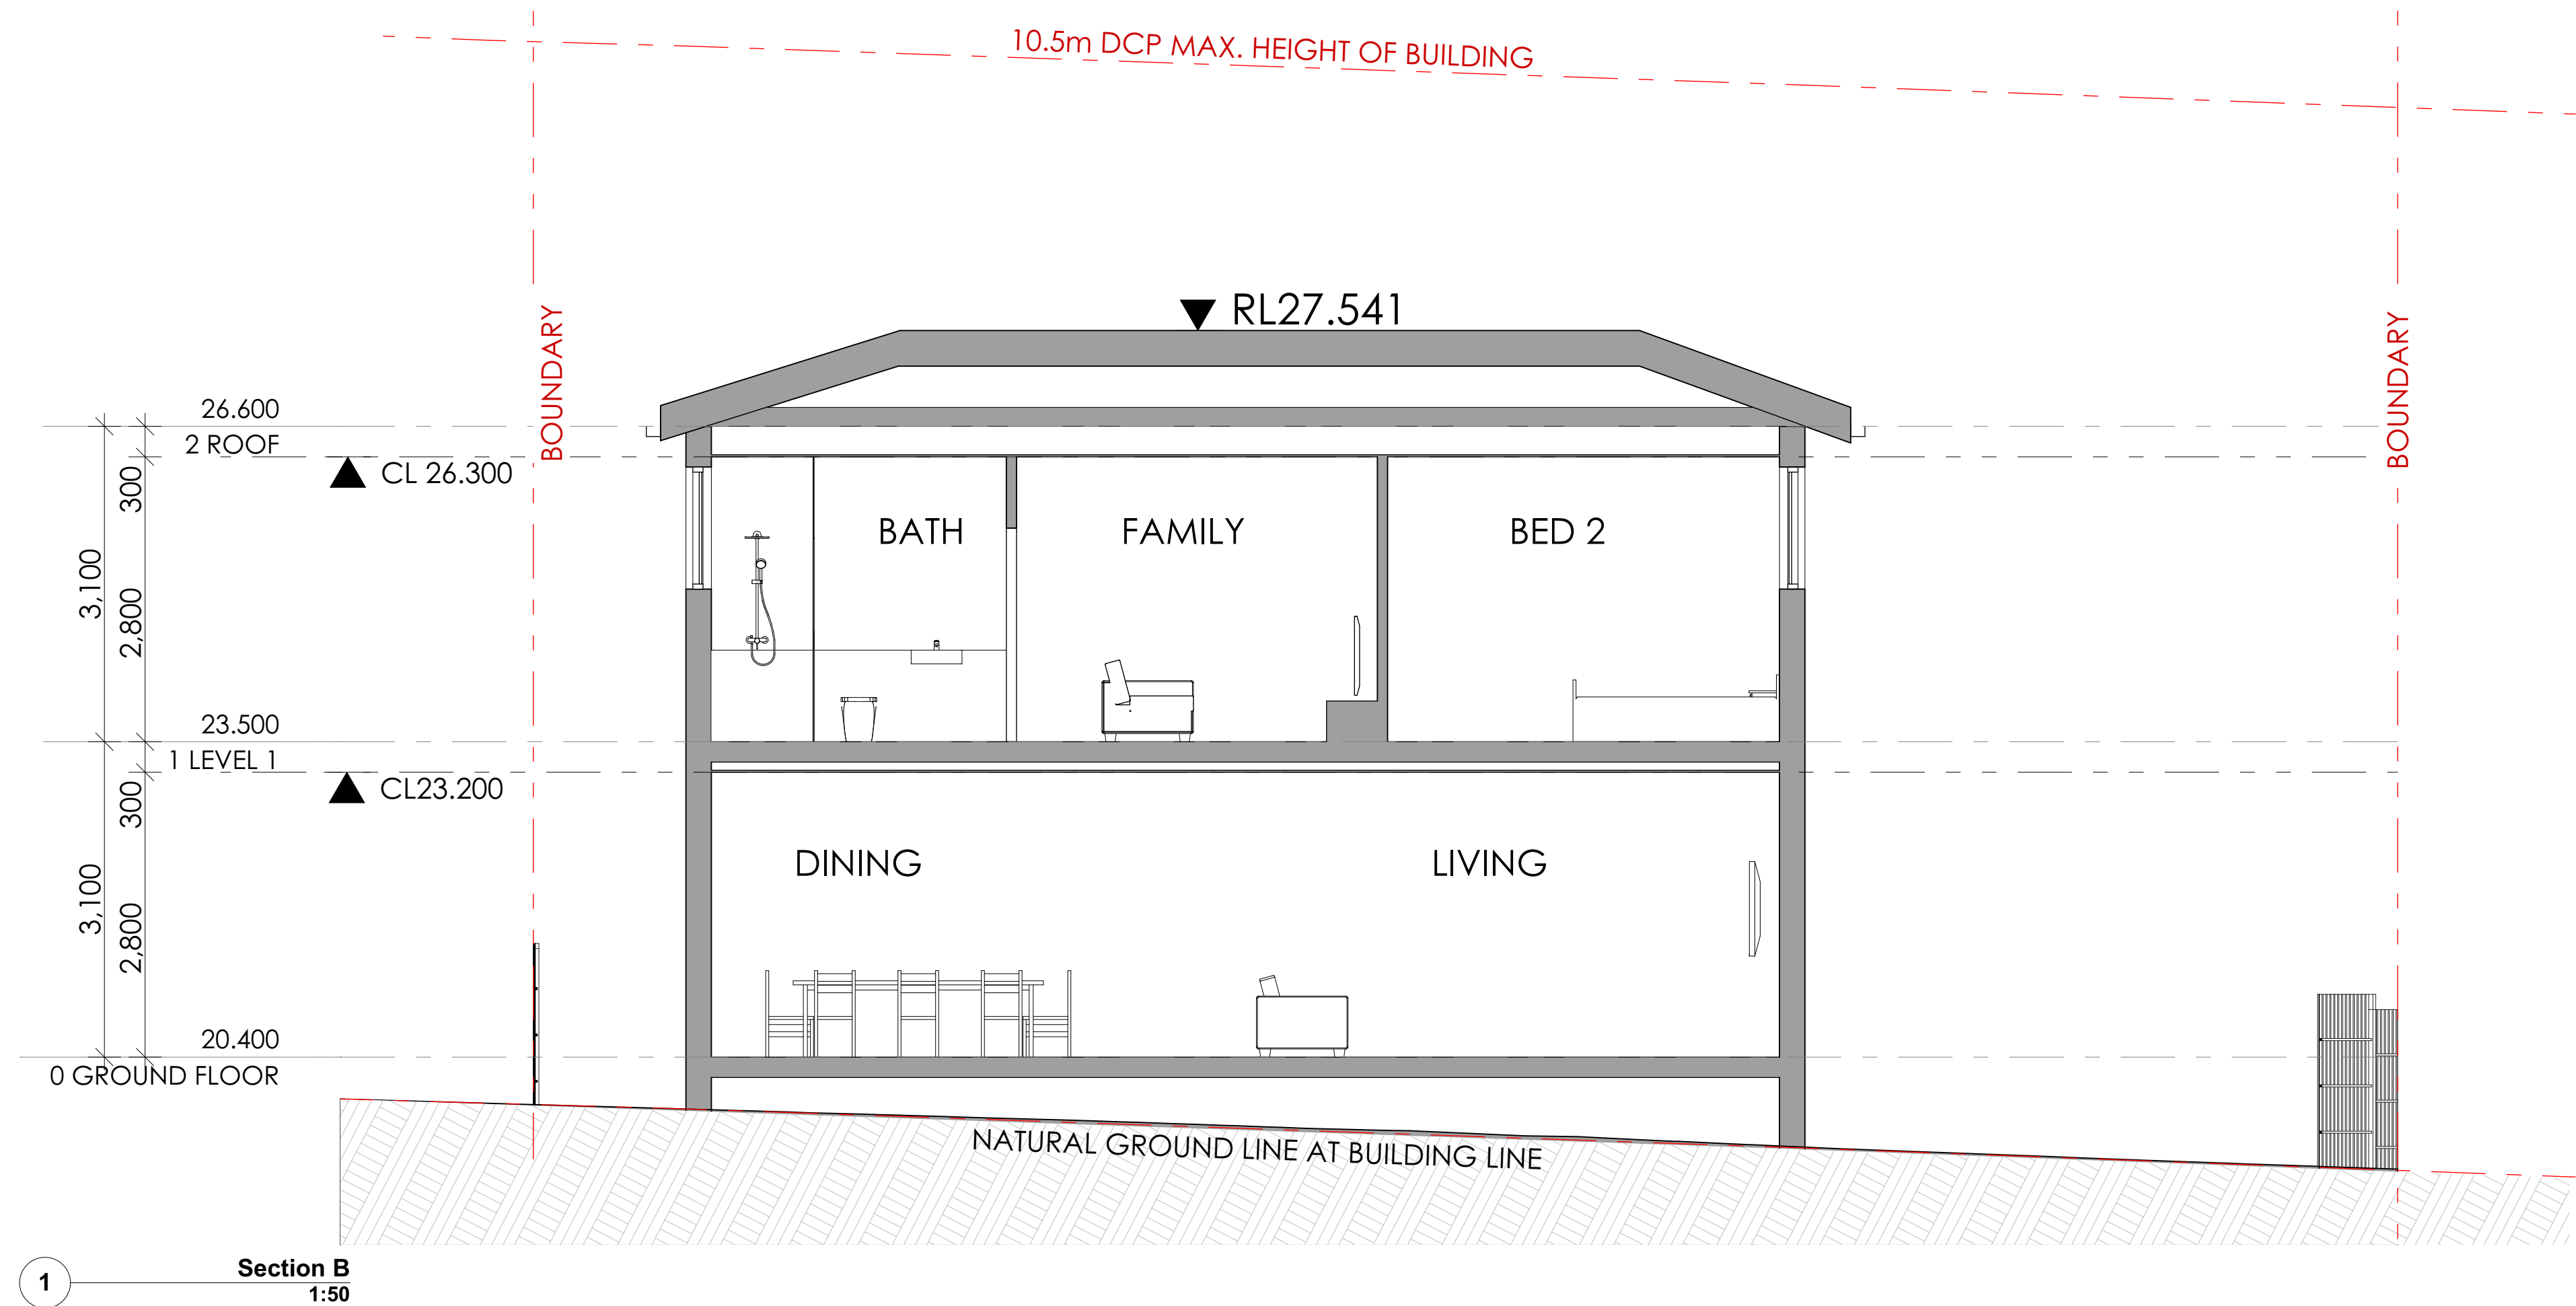 10.5m DCP MAX. HEIGHT OF BUILDING
RL27.541
BOUNDARY
BOUNDARY
26.600
2 ROOF
CL 26.300
300
3,100
2,800
BATH
FAMILY
BED 2
23.500
1 LEVEL 1
CL23.200
300
3,100
2,800
DINING
LIVING
20.400
0 GROUND FLOOR
NATURAL GROUND LINE AT BUILDING LINE
1
Section B
1:50